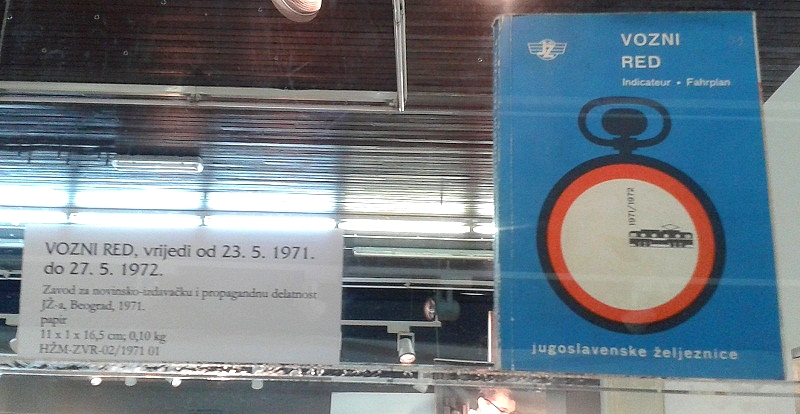 VOZNI RED, vrijedi od 23. 5. 1971.
do 27. 5. 1972.
Zavod za novinsko-izdavačku i propagandnu delatnost
JŽ-a, Beograd, 1971.
papir
11 x 1 x 16,5 cm; 0,10 kg
HŽM-ZVR-02/1971 01
JŽ
VOZNI
RED
Indicateur • Fahrplan
1971/1972
jugoslavenske željeznice